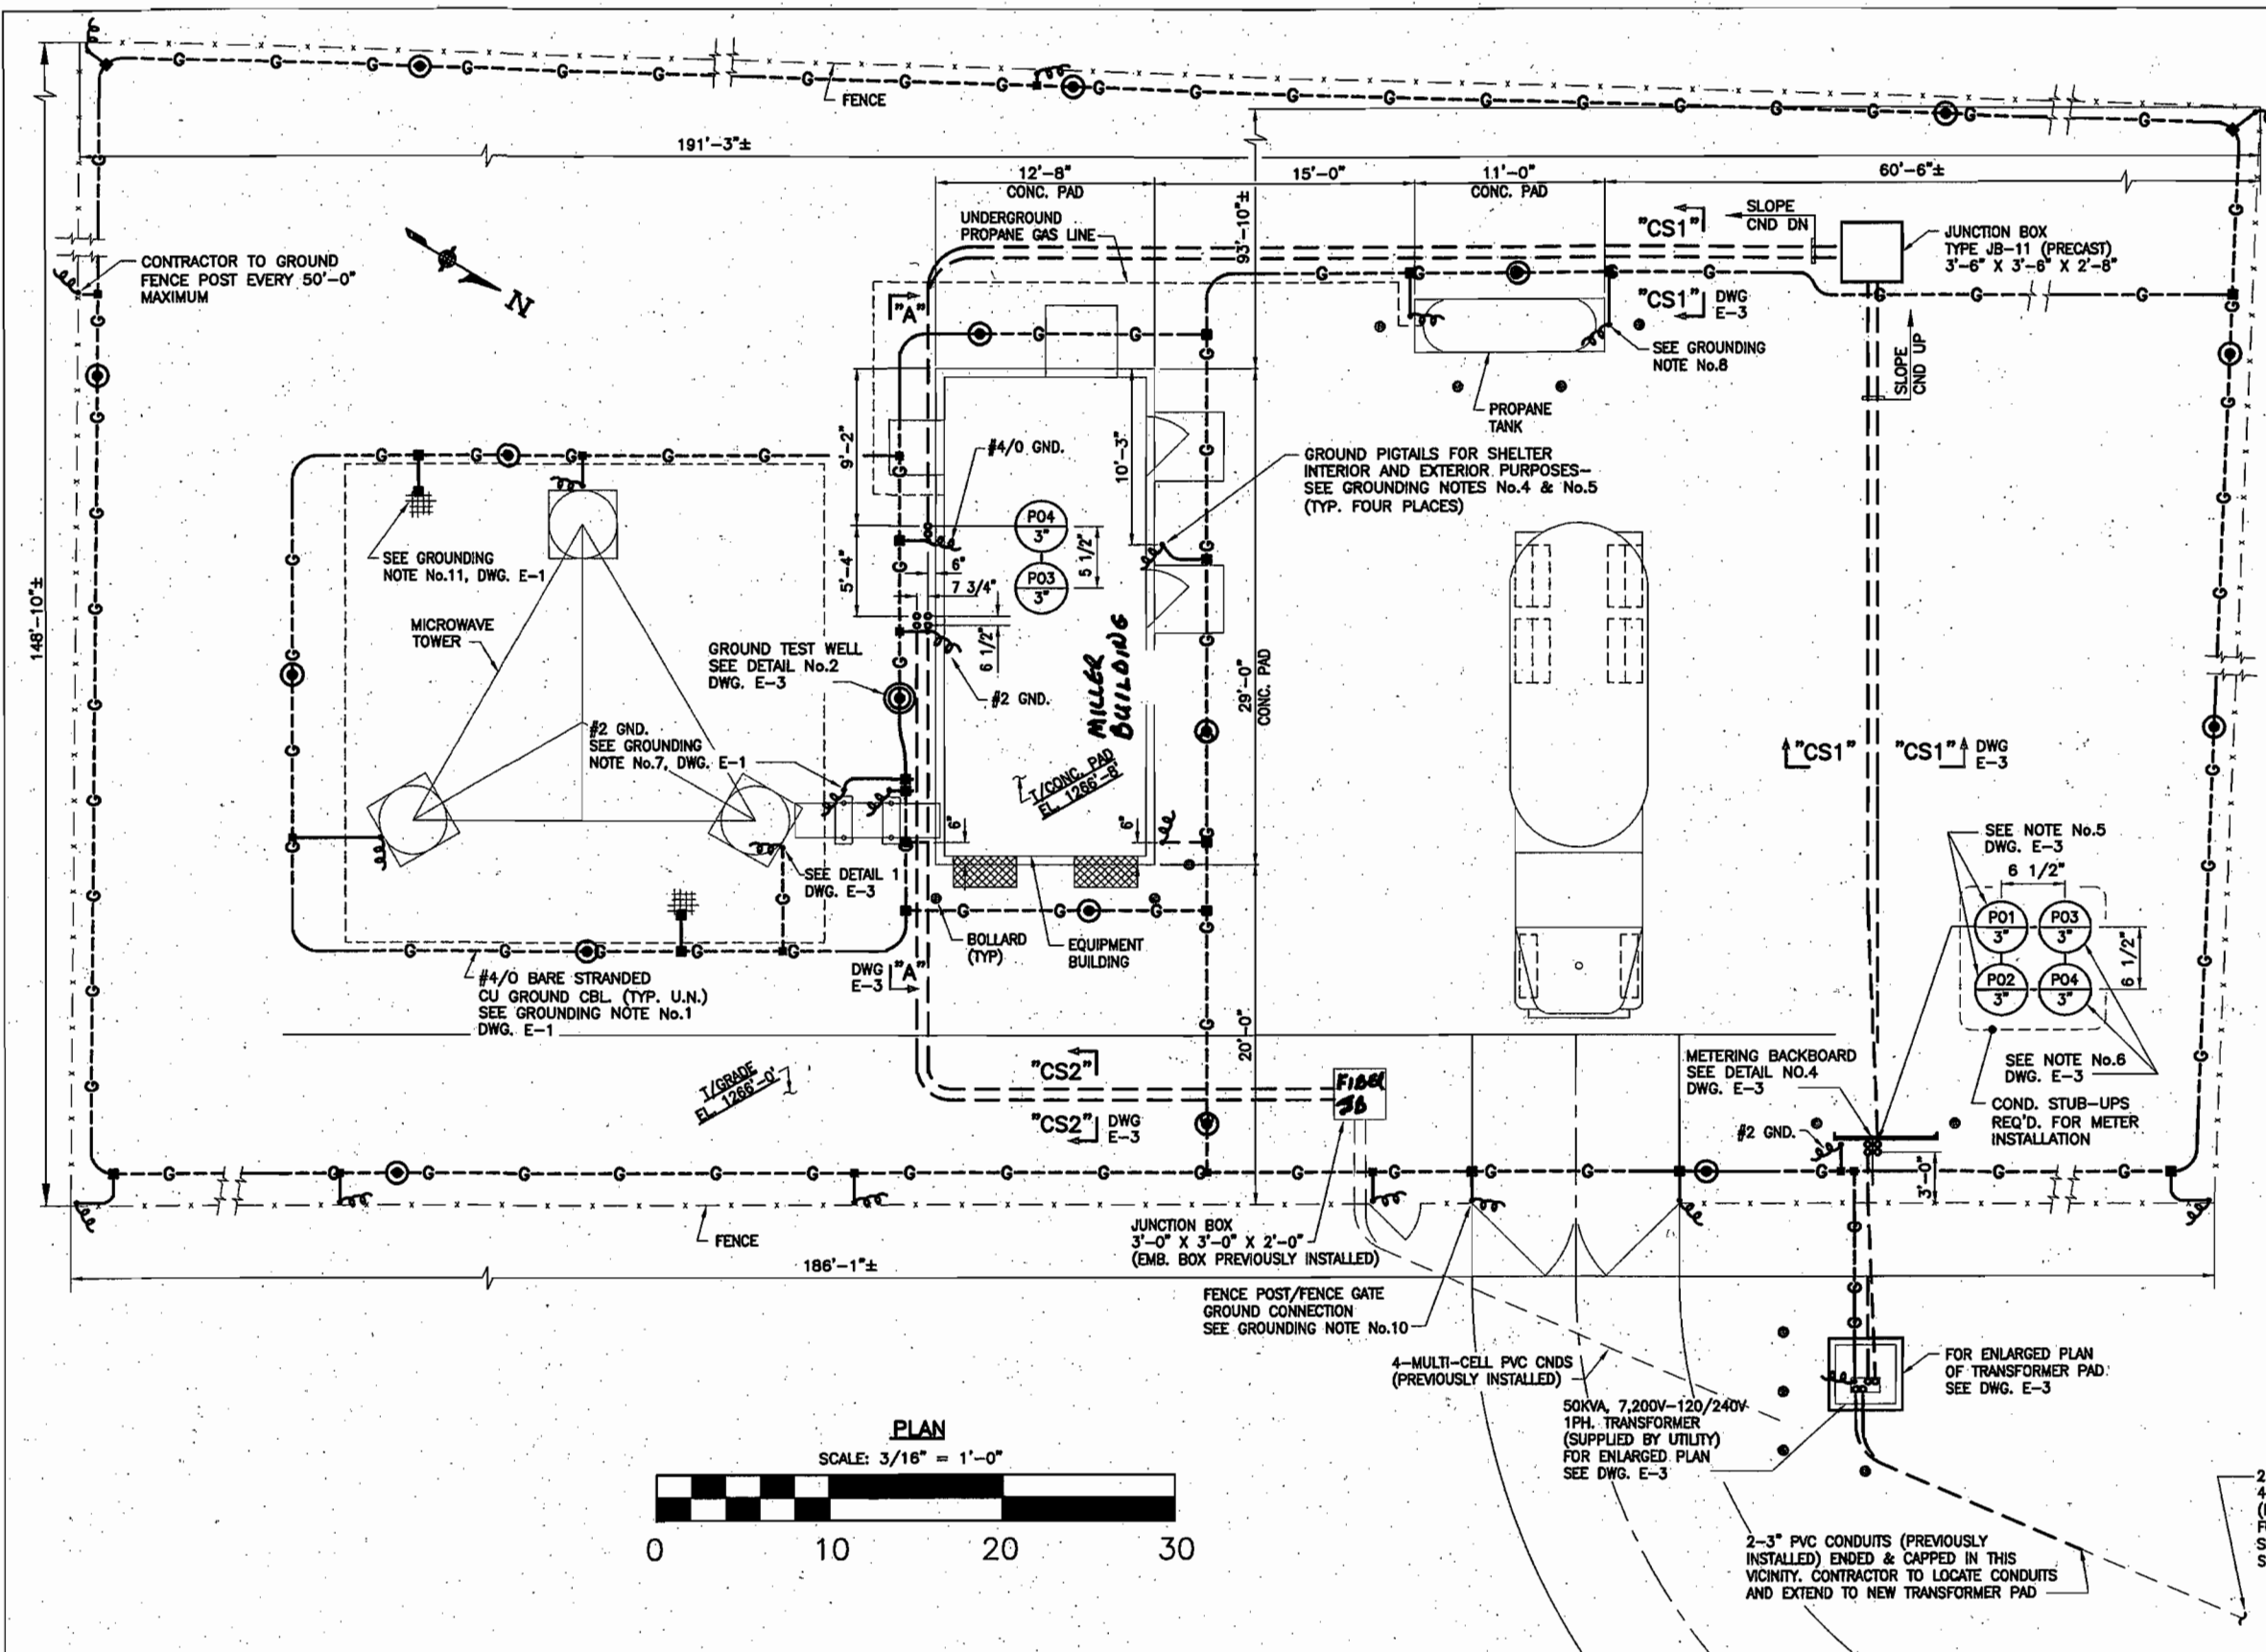 FENCE
191'-3"±
12'-8"
CONC. PAD
15'-0"
11'-0"
CONC. PAD
60'-6"±
93'-10"±
148'-10"±
CONTRACTOR TO GROUND
FENCE POST EVERY 50'-0"
MAXIMUM
N
UNDERGROUND
PROPANE GAS LINE
"CS1"
SLOPE
CND DN
JUNCTION BOX
TYPE JB-11 (PRECAST)
3'-6" X 3'-6" X 2'-8"
"CS1"
DWG
E-3
"A"
SEE GROUNDING
NOTE No.8
SLOPE
CND UP
PROPANE
TANK
9'-2"
#4/0 GND.
10'-3"
GROUND PIGTAILS FOR SHELTER
INTERIOR AND EXTERIOR PURPOSES-
SEE GROUNDING NOTES No.4 & No.5
(TYP. FOUR PLACES)
P04
3"
P03
3"
5 1/2"
6"
7 3/4"
5'-4"
6 1/2"
SEE GROUNDING
NOTE No.11, DWG. E-1
MICROWAVE
TOWER
GROUND TEST WELL
SEE DETAIL No.2
DWG. E-3
#2 GND.
MILLER
BUILDING
29'-0"
CONC. PAD
#2 GND.
SEE GROUNDING
NOTE No.7, DWG. E-1
T/CONC. PAD
EL. 1266'-8"
6"
6"
"CS1"
"CS1"
DWG
E-3
SEE DETAIL 1
DWG. E-3
SEE NOTE No.5
DWG. E-3
6 1/2"
P01
3"
P03
3"
P02
3"
P04
3"
6 1/2"
BOLLARD
(TYP)
EQUIPMENT
BUILDING
DWG
E-3
"A"
#4/0 BARE STRANDED
CU GROUND CBL. (TYP. U.N.)
SEE GROUNDING NOTE No.1
DWG. E-1
20'-0"
T/GRADE
EL. 1266'-0"
"CS2"
"CS2"
DWG
E-3
FIBER
JB
METERING BACKBOARD
SEE DETAIL NO.4
DWG. E-3
SEE NOTE No.6
DWG. E-3
#2 GND.
COND. STUB-UPS
REQ'D. FOR METER
INSTALLATION
3'-0"
FENCE
JUNCTION BOX
3'-0" X 3'-0" X 2'-0"
(EMB. BOX PREVIOUSLY INSTALLED)
186'-1"±
FENCE POST/FENCE GATE
GROUND CONNECTION
SEE GROUNDING NOTE No.10
4-MULTI-CELL PVC CNDS
(PREVIOUSLY INSTALLED)
FOR ENLARGED PLAN
OF TRANSFORMER PAD
SEE DWG. E-3
50KVA, 7,200V-120/240V
1PH. TRANSFORMER
(SUPPLIED BY UTILITY)
FOR ENLARGED PLAN
SEE DWG. E-3
PLAN
SCALE: 3/16" = 1'-0"
0 10 20 30
2-3" PVC CONDUITS (PREVIOUSLY
INSTALLED) ENDED & CAPPED IN THIS
VICINITY. CONTRACTOR TO LOCATE CONDUITS
AND EXTEND TO NEW TRANSFORMER PAD